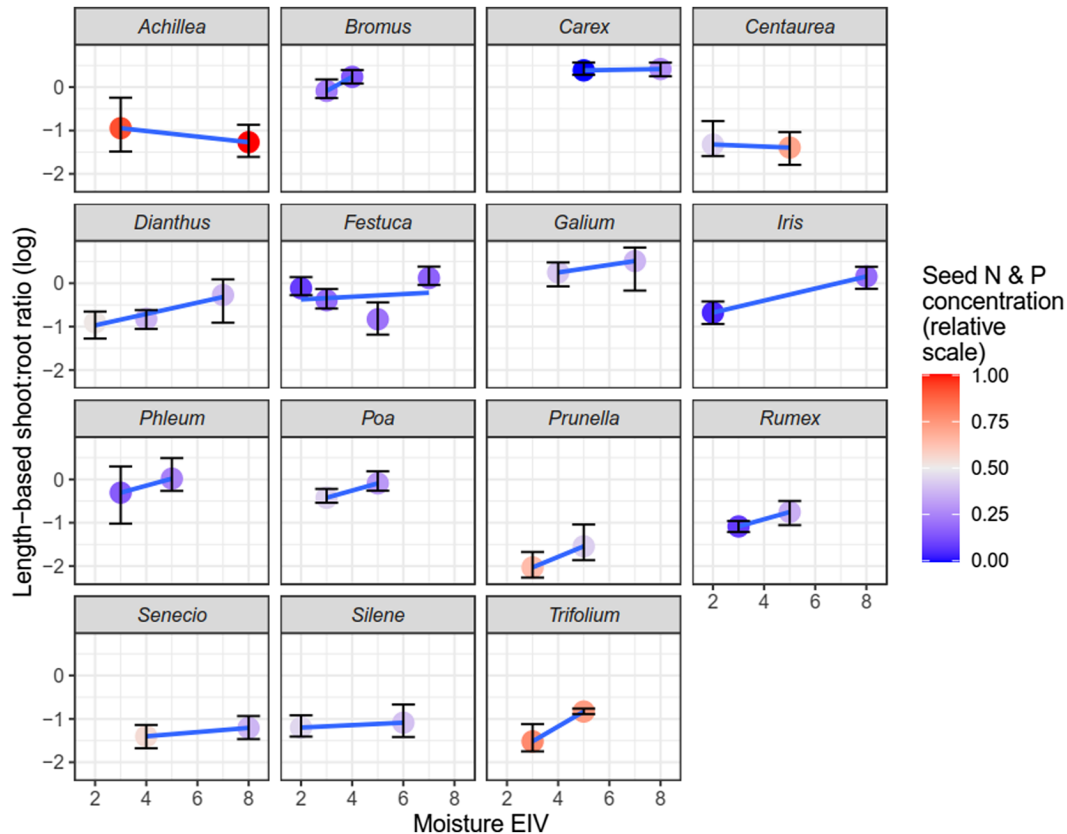 Achillea Bromus Carex Centaurea
0
−1
−2
Dianthus Festuca Galium Iris
0
−1
−2
Phleum Poa Prunella Rumex
0
−1
−2
2 4 6 8
Senecio Silene Trifolium
0
−1
−2
2 4 6 8 2 4 6 8 2 4 6 8
Moisture EIV
Length−based shoot:root ratio (log)
Seed N & P
concentration
(relative
scale)
1.00
0.75
0.50
0.25
0.00